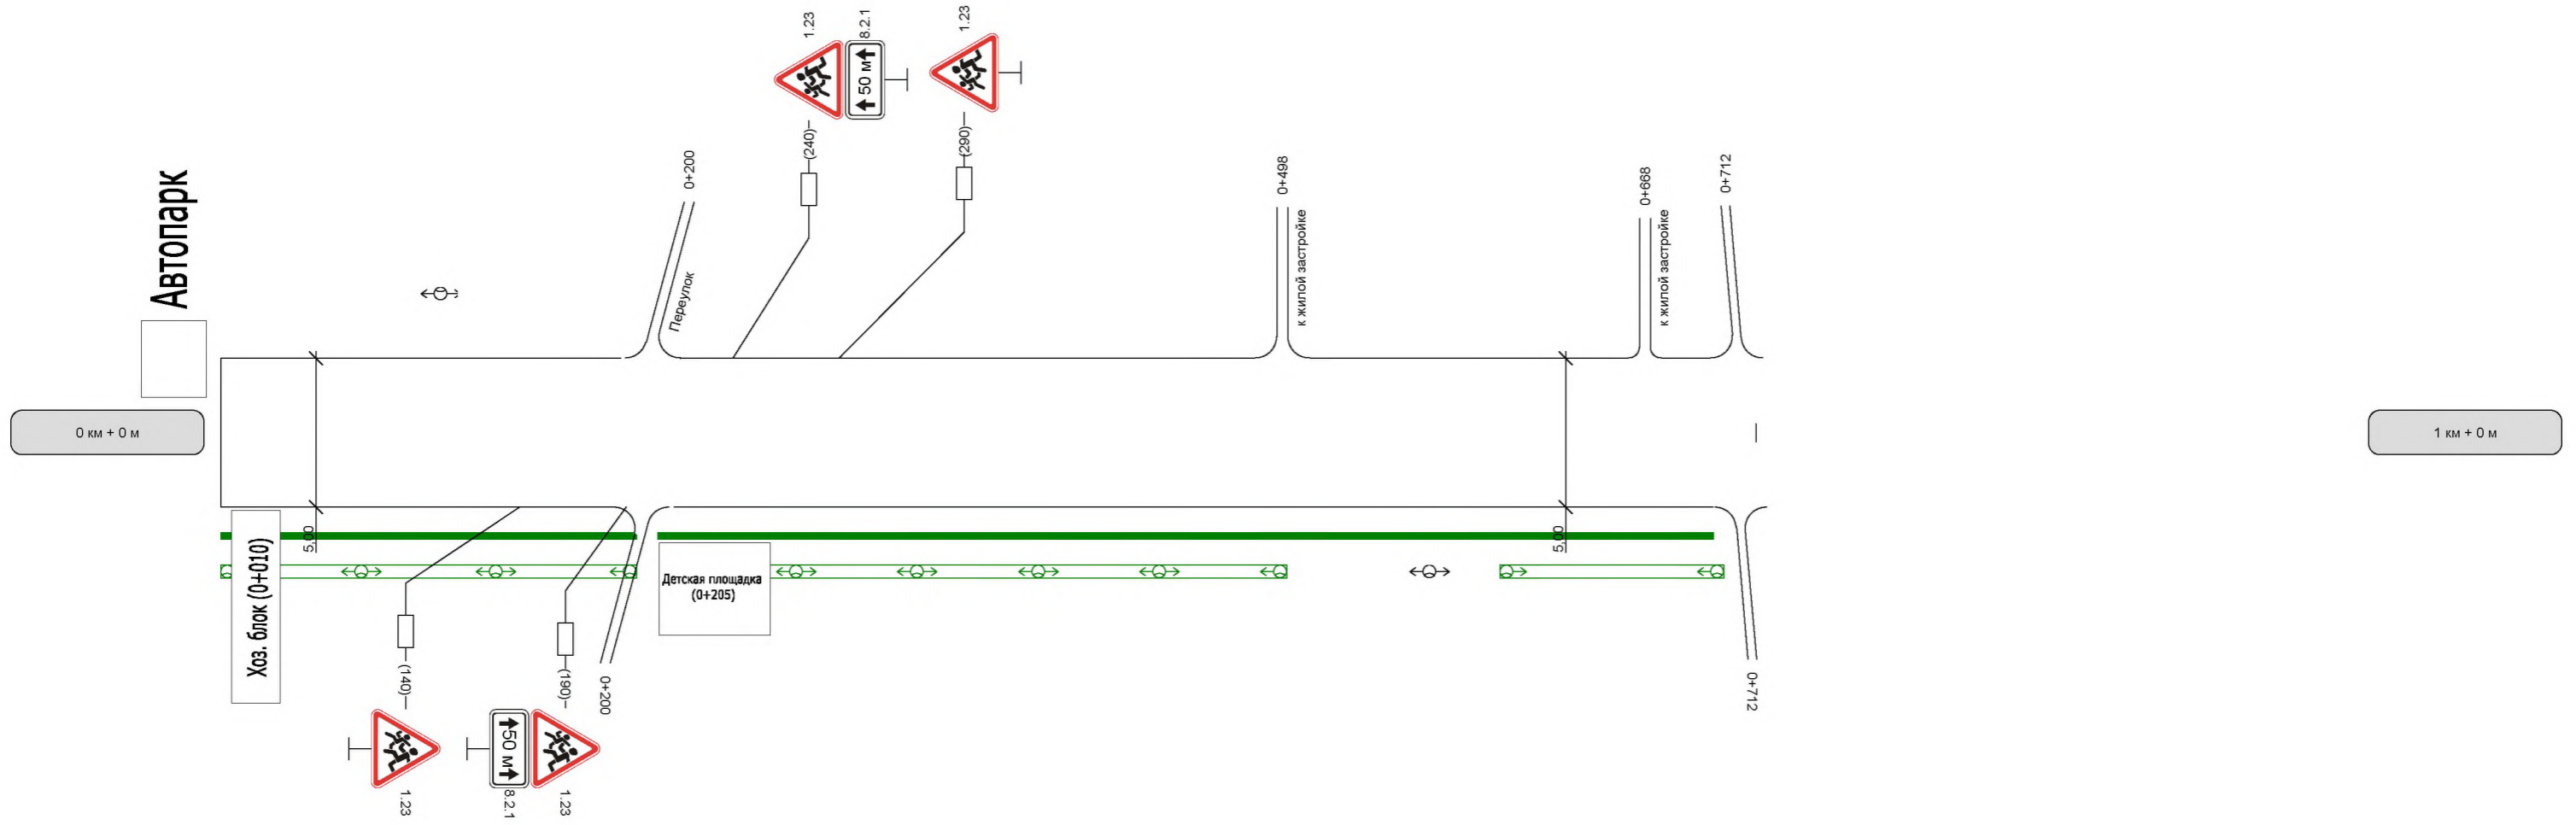 1.23
8.2.1
1.23
50 м
(240)
(290)
0+200
0+498
0+668
0+712
Автопарк
Переулок
к жилой застройке
к жилой застройке
0 км + 0 м
1 км + 0 м
5,00
5,00
Хоз. блок (0+010)
Детская площадка
(0+205)
(140)
(190)
0+200
0+712
50 м
1.23
8.2.1
1.23